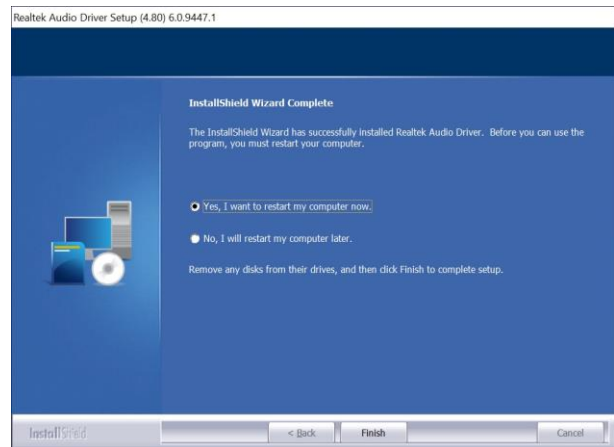 Realtek Audio Driver Setup (4.80) 6.0.9447.1
InstallShield Wizard Complete
The InstallShield Wizard has successfully installed Realtek Audio Driver. Before you can use the
program, you must restart your computer.
Yes, I want to restart my computer now.
No, I will restart my computer later.
Remove any disks from their drives, and then click Finish to complete setup.
InstallShield
< Back
Finish
Cancel